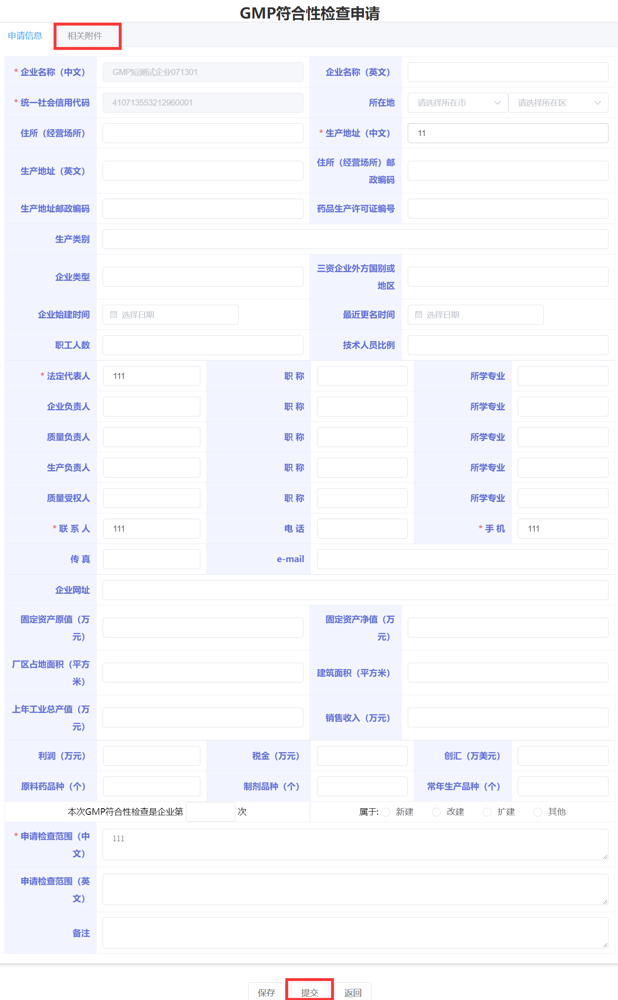 GMP符合性检查申请
申请信息 相关附件
* 企业名称（中文） GMP短测试企业071301 企业名称（英文）
* 统一社会信用代码 410713553212960001 所在地 请选择所在市 请选择所在区
住所（经营场所） * 生产地址（中文） 11
生产地址（英文） 住所（经营场所）邮
政编码
生产地址邮政编码 药品生产许可证编号
生产类别
企业类型 三资企业外方国别或
地区
企业始建时间 选择日期 最近更名时间 选择日期
职工人数 技术人员比例
* 法定代表人 111 职 称 所学专业
企业负责人 职 称 所学专业
质量负责人 职 称 所学专业
生产负责人 职 称 所学专业
质量受权人 职 称 所学专业
* 联 系 人 111 电 话 * 手 机 111
传 真 e-mail
企业网址
固定资产原值（万
元） 固定资产净值（万
元）
厂区占地面积（平方
米） 建筑面积（平方米）
上年工业总产值（万
元） 销售收入（万元）
利润（万元） 税金（万元） 创汇（万美元）
原料药品种（个） 制剂品种（个） 常年生产品种（个）
本次GMP符合性检查是企业第 次 属于: 新建 改建 扩建 其他
* 申请检查范围（中
文） 111
申请检查范围（英
文）
备注
保存 提交 返回